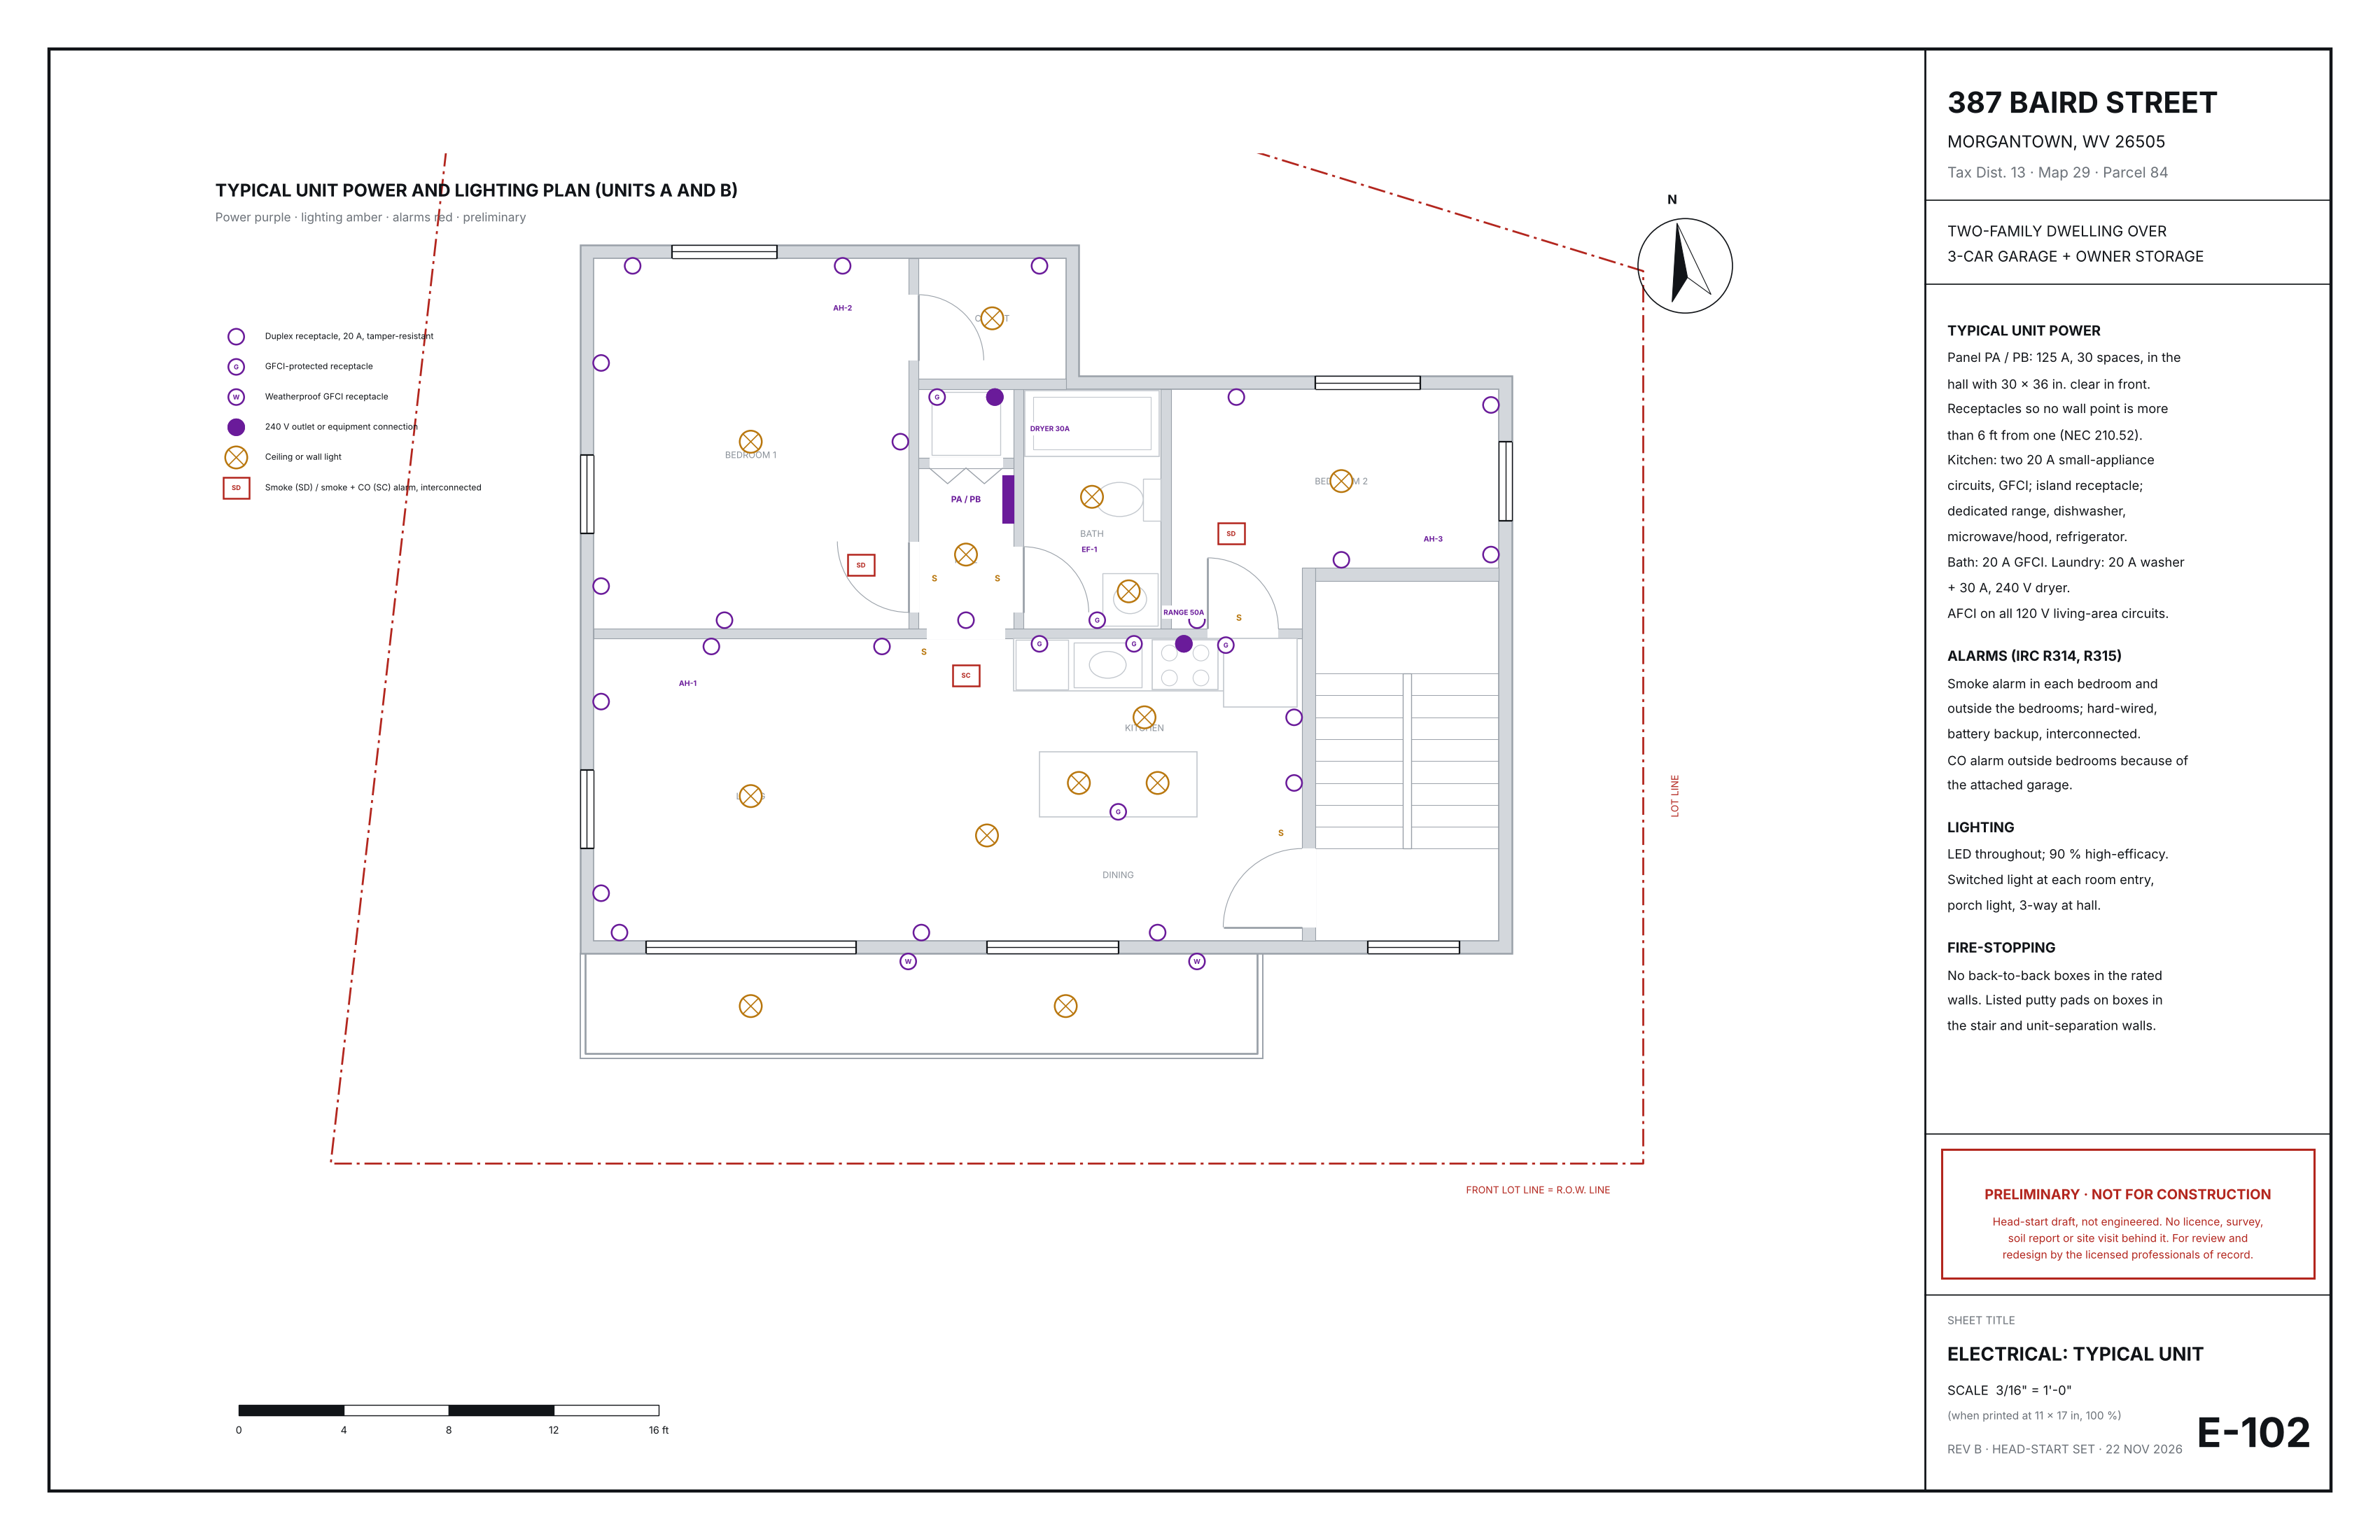 TYPICAL UNIT POWER AND LIGHTING PLAN (UNITS A AND B)
Power purple · lighting amber · alarms red · preliminary
N
Duplex receptacle, 20 A, tamper-resistant
G
GFCI-protected receptacle
W
Weatherproof GFCI receptacle
240 V outlet or equipment connection
Ceiling or wall light
SD
Smoke (SD) / smoke + CO (SC) alarm, interconnected
AH-2
G
DRYER 30A
BEDROOM 1
PA / PB
BATH
EF-1
SD
SD
AH-3
S
S
S
RANGE 50A
G
G
G
G
S
SC
AH-1
KITCHEN
G
S
DINING
W
W
LOT LINE
FRONT LOT LINE = R.O.W. LINE
0
4
8
12
16 ft
387 BAIRD STREET
MORGANTOWN, WV 26505
Tax Dist. 13 · Map 29 · Parcel 84
TWO-FAMILY DWELLING OVER
3-CAR GARAGE + OWNER STORAGE
TYPICAL UNIT POWER
Panel PA / PB: 125 A, 30 spaces, in the
hall with 30 × 36 in. clear in front.
Receptacles so no wall point is more
than 6 ft from one (NEC 210.52).
Kitchen: two 20 A small-appliance
circuits, GFCI; island receptacle;
dedicated range, dishwasher,
microwave/hood, refrigerator.
Bath: 20 A GFCI. Laundry: 20 A washer
+ 30 A, 240 V dryer.
AFCI on all 120 V living-area circuits.
ALARMS (IRC R314, R315)
Smoke alarm in each bedroom and
outside the bedrooms; hard-wired,
battery backup, interconnected.
CO alarm outside bedrooms because of
the attached garage.
LIGHTING
LED throughout; 90 % high-efficacy.
Switched light at each room entry,
porch light, 3-way at hall.
FIRE-STOPPING
No back-to-back boxes in the rated
walls. Listed putty pads on boxes in
the stair and unit-separation walls.
PRELIMINARY · NOT FOR CONSTRUCTION
Head-start draft, not engineered. No licence, survey,
soil report or site visit behind it. For review and
redesign by the licensed professionals of record.
SHEET TITLE
ELECTRICAL: TYPICAL UNIT
SCALE 3/16" = 1'-0"
(when printed at 11 × 17 in, 100 %)
REV B · HEAD-START SET · 22 NOV 2026
E-102